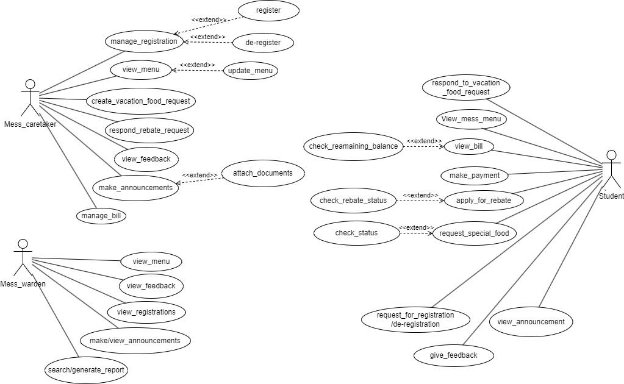 register
<<extend>>
manage_registration
<<extend>>
de-register
view_menu
<<extend>>
update_menu
Mess_caretaker
create_vacation_food_request
respond_rebate_request
view_feedback
make_announcements
<<extend>>
attach_documents
manage_bill
Mess_warden
view_menu
view_feedback
view_registrations
make/view_announcements
search/generate_report
respond_to_vacation
_food_request
View_mess_menu
check_reamaining_balance
<<extend>>
view_bill
make_payment
Student
check_rebate_status
<<extend>>
apply_for_rebate
check_status
<<extend>>
request_special_food
request_for_registration
/de-registration
view_announcement
give_feedback